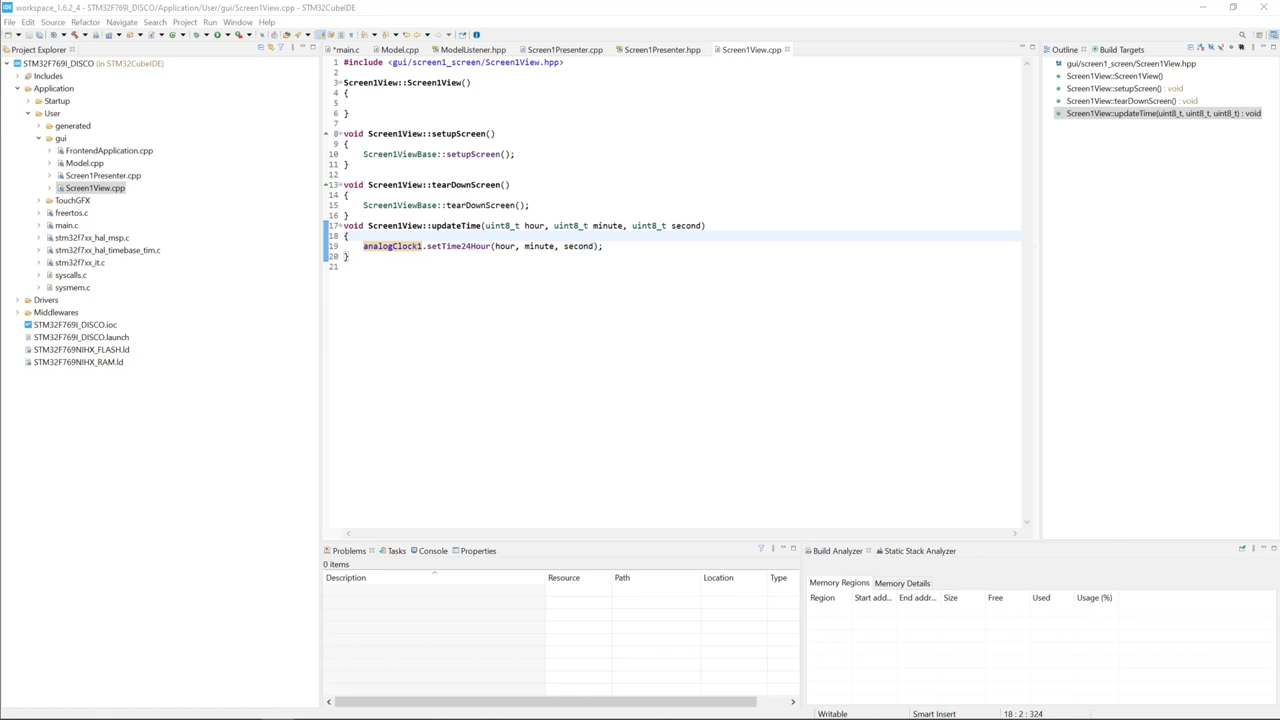 IDE workspace_1.6.2_4 - STM32F769I_DISCO/Application/User/gui/Screen1View.cpp - STM32CubeIDE
File Edit Source Refactor Navigate Search Project Run Window Help
Project Explorer
*main.c Model.cpp ModelListener.hpp Screen1Presenter.cpp Screen1Presenter.hpp Screen1View.cpp
Outline Build Targets
STM32F769I_DISCO (in STM32CubeIDE)
Includes
Application
Startup
User
generated
gui
FrontendApplication.cpp
Model.cpp
Screen1Presenter.cpp
Screen1View.cpp
TouchGFX
freertos.c
main.c
stm32f7xx_hal_msp.c
stm32f7xx_hal_timebase_tim.c
stm32f7xx_it.c
syscalls.c
sysmem.c
Drivers
Middlewares
STM32F769I_DISCO.ioc
STM32F769I_DISCO.launch
STM32F769NIHX_FLASH.ld
STM32F769NIHX_RAM.ld
1 #include <gui/screen1_screen/Screen1View.hpp>
2
3 Screen1View::Screen1View()
4 {
5
6 }
7
8 void Screen1View::setupScreen()
9 {
10 Screen1ViewBase::setupScreen();
11 }
12
13 void Screen1View::tearDownScreen()
14 {
15 Screen1ViewBase::tearDownScreen();
16 }
17 void Screen1View::updateTime(uint8_t hour, uint8_t minute, uint8_t second)
18 {
19 analogClock1.setTime24Hour(hour, minute, second);
20 }
21
gui/screen1_screen/Screen1View.hpp
Screen1View::Screen1View()
Screen1View::setupScreen() : void
Screen1View::tearDownScreen() : void
Screen1View::updateTime(uint8_t, uint8_t, uint8_t) : void
Problems Tasks Console Properties
0 items
Description Resource Path Location Type
Build Analyzer Static Stack Analyzer
Memory Regions Memory Details
Region Start add... End addr... Size Free Used Usage (%)
Writable Smart Insert 18 : 2 : 324